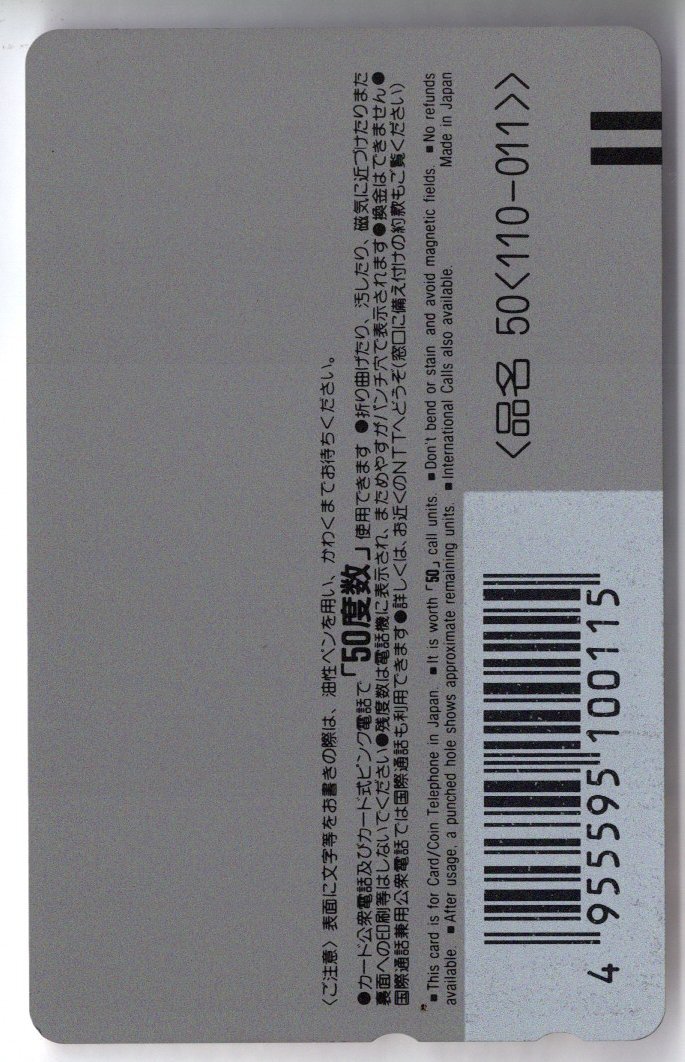 〈ご注意〉表面に文字等をお書きの際は、油性ペンを用い、かわくまでお待ちください。
●カード公衆電話及びカード式ピンク電話で「50度数」使用できます ●折り曲げたり、汚したり、磁気に近づけたりまた
裏面への印刷等はしないでください●残度数は電話機に表示され、まためやすがパンチ穴で表示されます●換金はできません●
国際通話兼用公衆電話では国際通話も利用できます●詳しくは、お近くのNTTへどうぞ(窓口に備え付けの約款もご覧ください)
■This card is for Card/Coin Telephone in Japan. ■It is worth「50」call units. ■Don't bend or stain and avoid magnetic fields. ■No refunds
available. ■After usage, a punched hole shows approximate remaining units. ■International Calls also available. Made in Japan
<品名 50<110-011>>
4 955595 100115